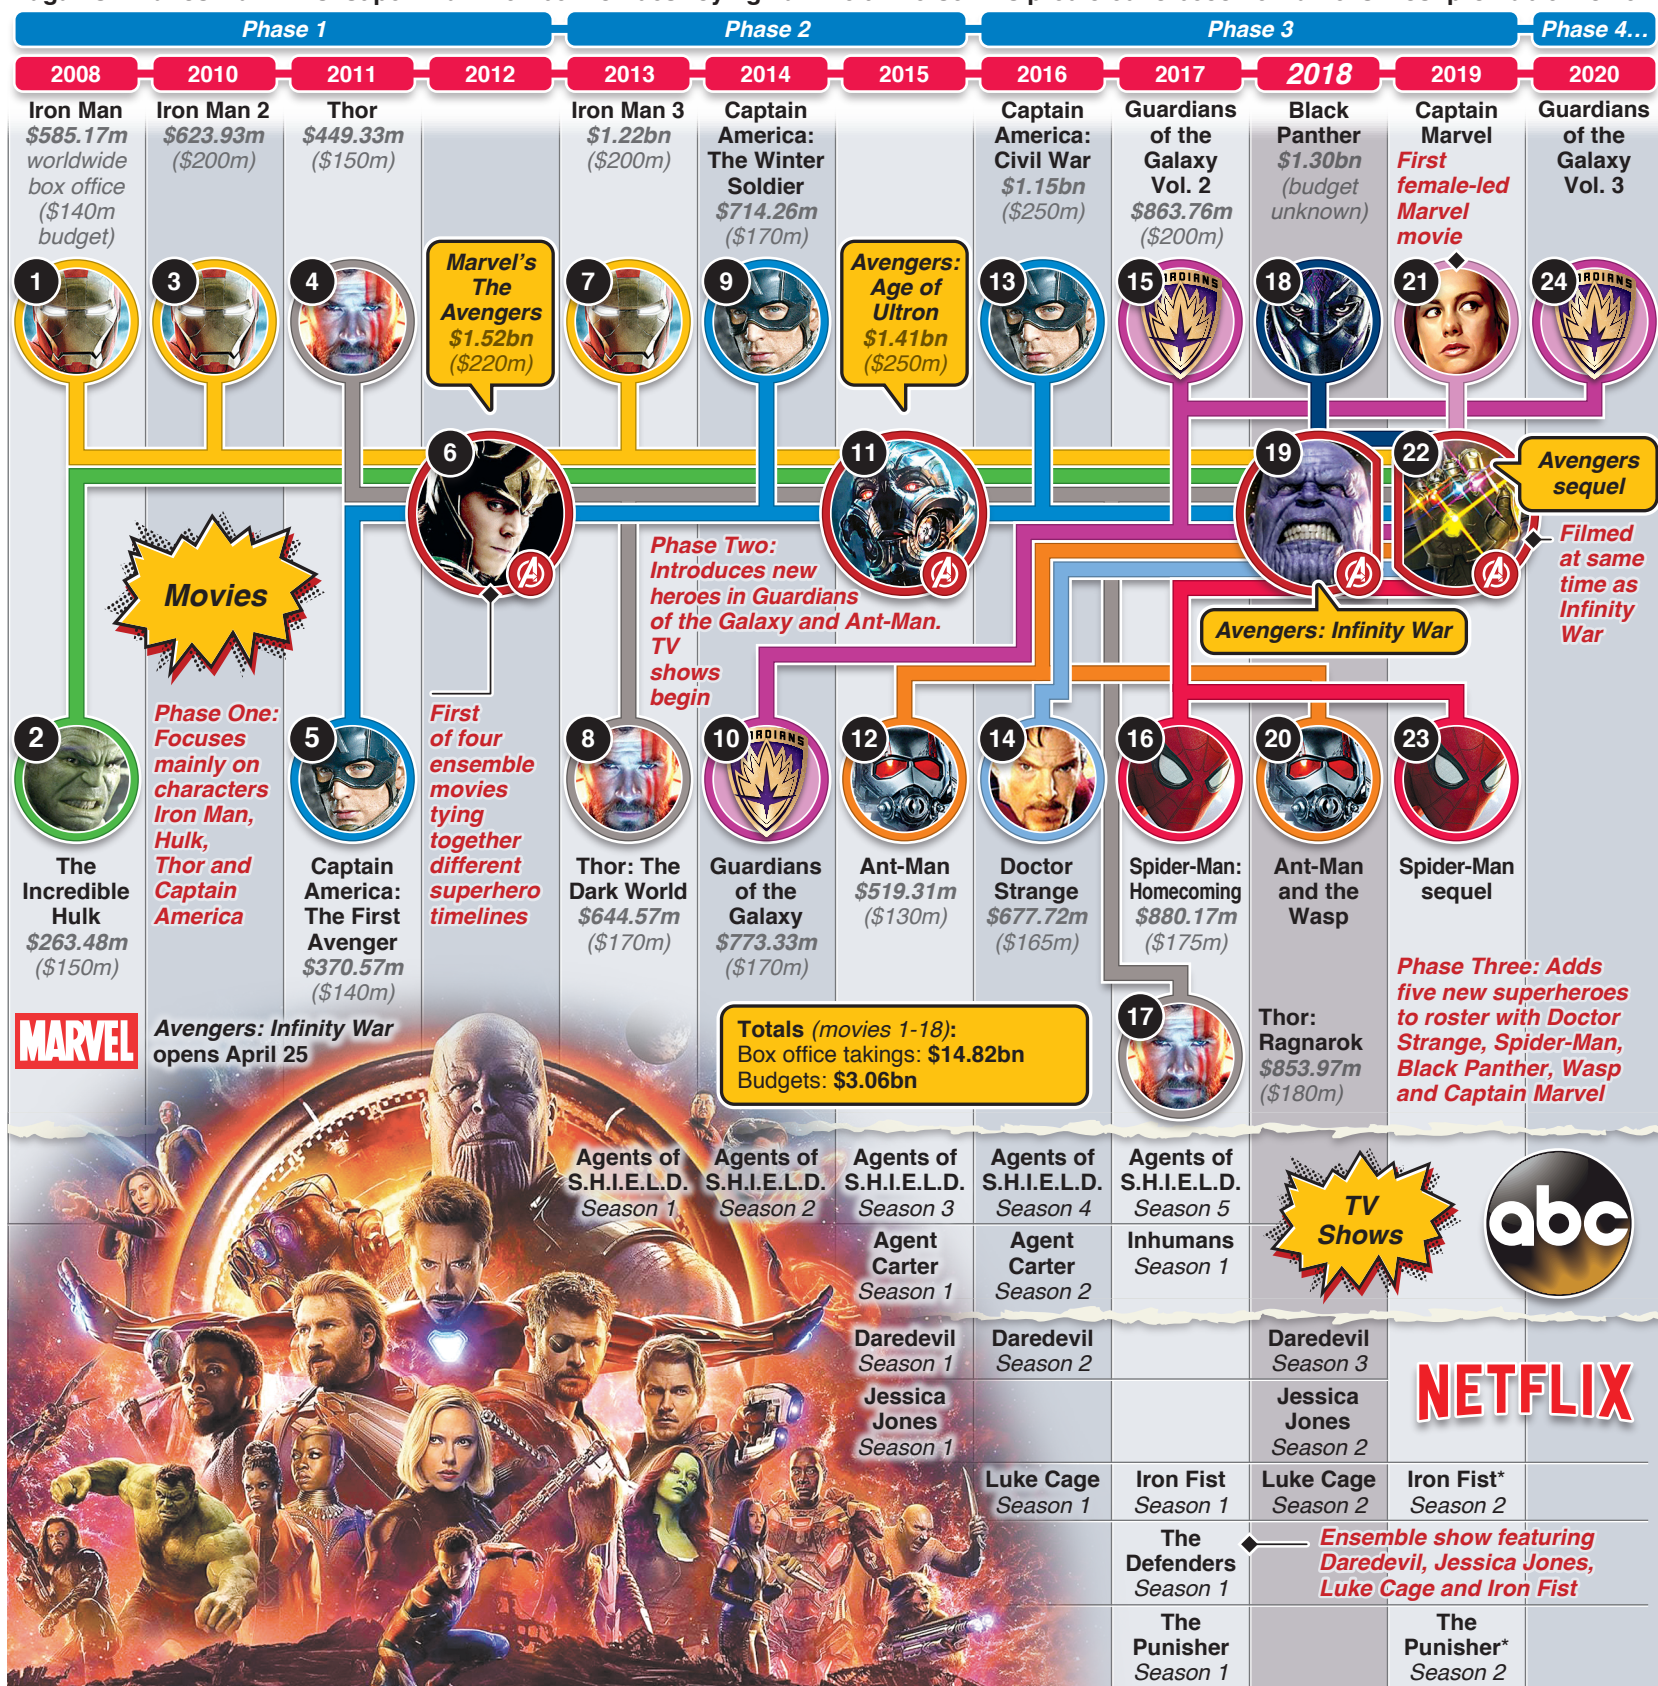 Phase 1
Phase 2
Phase 3
Phase 4...
2008
2010
2011
2012
2013
2014
2015
2016
2017
2018
2019
2020
Iron Man
$585.17m
worldwide
box office
($140m
budget)
Iron Man 2
$623.93m
($200m)
Thor
$449.33m
($150m)
Marvel's
The
Avengers
$1.52bn
($220m)
Iron Man 3
$1.22bn
($200m)
Captain
America:
The Winter
Soldier
$714.26m
($170m)
Avengers:
Age of
Ultron
$1.41bn
($250m)
Captain
America:
Civil War
$1.15bn
($250m)
Guardians
of the
Galaxy
Vol. 2
$863.76m
($200m)
Black
Panther
$1.30bn
(budget
unknown)
Captain
Marvel
First
female-led
Marvel
movie
Guardians
of the
Galaxy
Vol. 3
1
3
4
7
9
13
15
18
21
24
6
11
19
22
Avengers
sequel
Filmed
at same
time as
Infinity
War
Movies
Phase Two:
Introduces new
heroes in Guardians
of the Galaxy and Ant-Man.
TV
shows
begin
Avengers: Infinity War
2
5
8
10
12
14
16
20
23
Phase One:
Focuses
mainly on
characters
Iron Man,
Hulk,
Thor and
Captain
America
First
of four
ensemble
movies
tying
together
different
superhero
timelines
The
Incredible
Hulk
$263.48m
($150m)
Captain
America:
The First
Avenger
$370.57m
($140m)
Thor: The
Dark World
$644.57m
($170m)
Guardians
of the
Galaxy
$773.33m
($170m)
Ant-Man
$519.31m
($130m)
Doctor
Strange
$677.72m
($165m)
Spider-Man:
Homecoming
$880.17m
($175m)
Ant-Man
and the
Wasp
Spider-Man
sequel
17
Thor:
Ragnarok
$853.97m
($180m)
Phase Three: Adds
five new superheroes
to roster with Doctor
Strange, Spider-Man,
Black Panther, Wasp
and Captain Marvel
MARVEL
Avengers: Infinity War
opens April 25
Totals (movies 1-18):
Box office takings: $14.82bn
Budgets: $3.06bn
Agents of
S.H.I.E.L.D.
Season 1
Agents of
S.H.I.E.L.D.
Season 2
Agents of
S.H.I.E.L.D.
Season 3
Agents of
S.H.I.E.L.D.
Season 4
Agents of
S.H.I.E.L.D.
Season 5
TV
Shows
abc
Agent
Carter
Season 1
Agent
Carter
Season 2
Inhumans
Season 1
Daredevil
Season 1
Daredevil
Season 2
Daredevil
Season 3
NETFLIX
Jessica
Jones
Season 1
Jessica
Jones
Season 2
Luke Cage
Season 1
Iron Fist
Season 1
Luke Cage
Season 2
Iron Fist*
Season 2
The
Defenders
Season 1
Ensemble show featuring
Daredevil, Jessica Jones,
Luke Cage and Iron Fist
The
Punisher
Season 1
The
Punisher*
Season 2